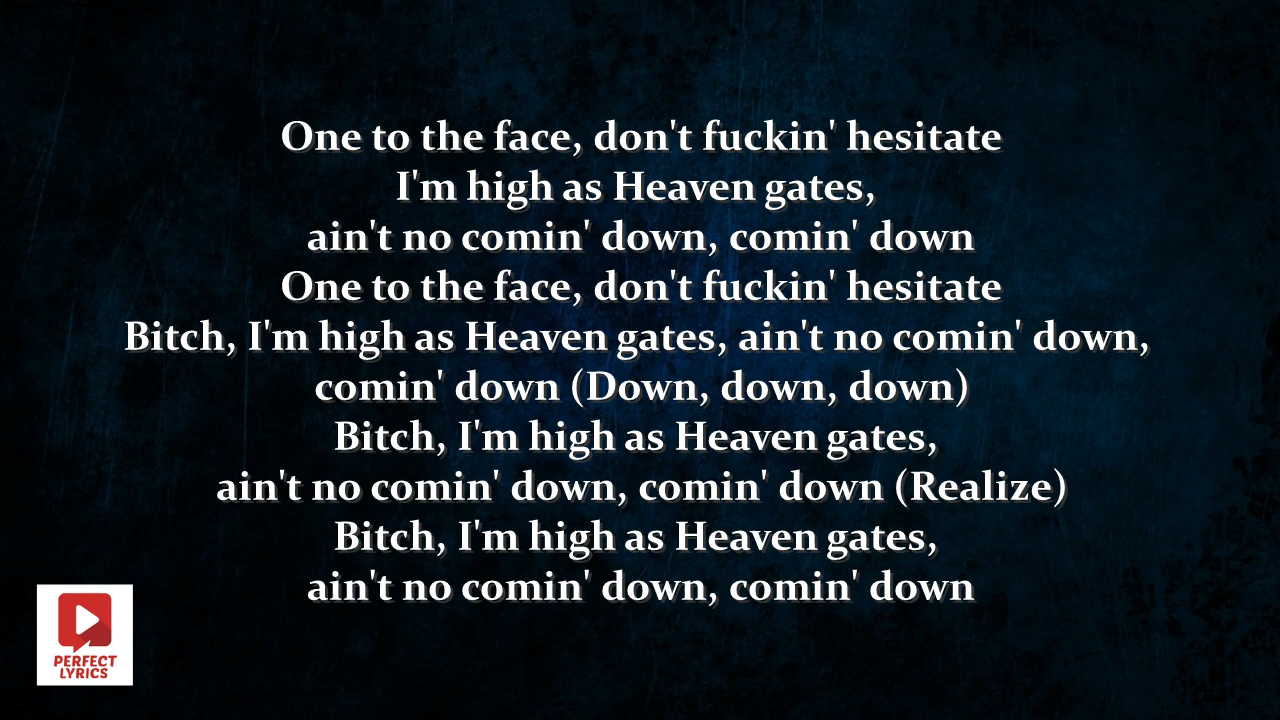 One to the face, don't fuckin' hesitate
I'm high as Heaven gates,
ain't no comin' down, comin' down
One to the face, don't fuckin' hesitate
Bitch, I'm high as Heaven gates, ain't no comin' down,
comin' down (Down, down, down)
Bitch, I'm high as Heaven gates,
ain't no comin' down, comin' down (Realize)
Bitch, I'm high as Heaven gates,
ain't no comin' down, comin' down
PERFECT
LYRICS